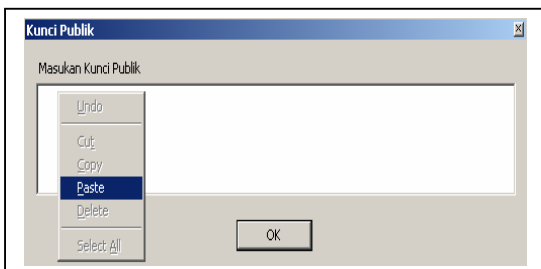 Kunci Publik
Masukan Kunci Publik
Undo
Cut
Copy
Paste
Delete
Select All
OK